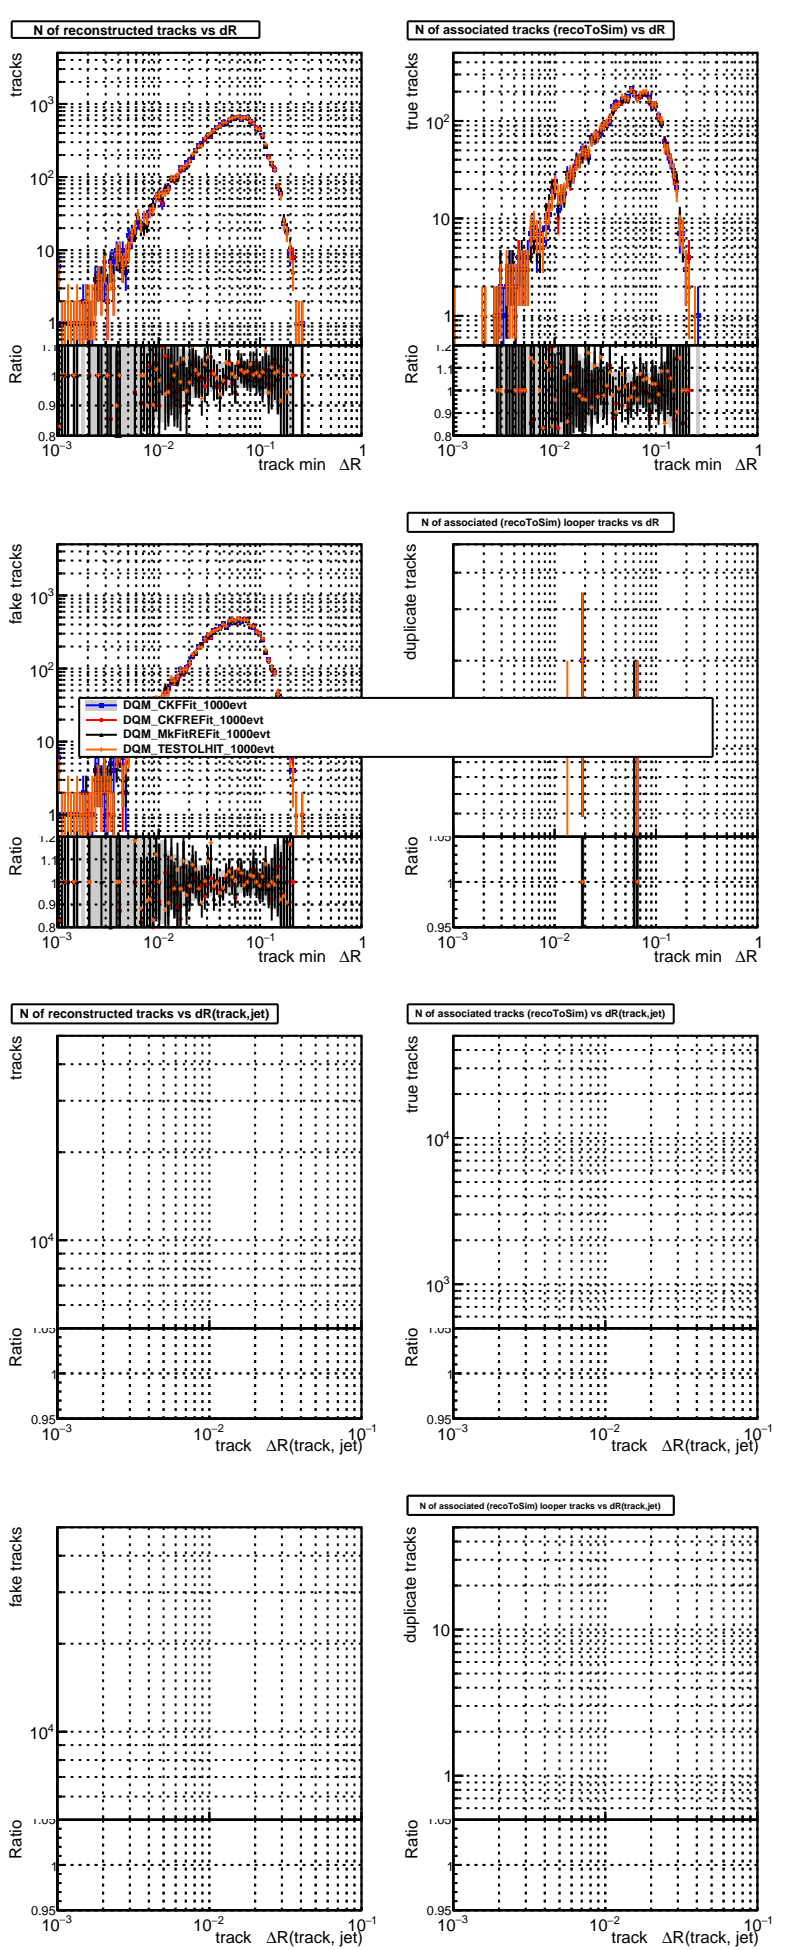 N of reconstructed tracks vs dR
tracks
10³
10²
10
1
Ratio
1.1
1
0.9
0.8
10⁻³
10⁻²
10⁻¹
1
track min ΔR
N of associated tracks (recoToSim) vs dR
true tracks
10²
10
1
Ratio
1.2
1.1
1
0.9
0.8
10⁻³
10⁻²
10⁻¹
1
track min ΔR
fake tracks
10³
10²
10
1
Ratio
1.2
1.1
1
0.9
0.8
10⁻³
10⁻²
10⁻¹
1
track min ΔR
N of associated (recoToSim) looper tracks vs dR
duplicate tracks
Ratio
1.05
1
0.95
10⁻³
10⁻²
10⁻¹
1
track min ΔR
DQM_CKFFit_1000evt
DQM_CKFREFit_1000evt
DQM_MkFitREFit_1000evt
DQM_TESTOLHIT_1000evt
N of reconstructed tracks vs dR(track,jet)
tracks
10⁴
Ratio
1.05
1
0.95
10⁻³
10⁻²
10⁻¹
track ΔR(track, jet)
N of associated tracks (recoToSim) vs dR(track,jet)
true tracks
10⁴
10³
Ratio
1.05
1
0.95
10⁻³
10⁻²
10⁻¹
track ΔR(track, jet)
fake tracks
10⁴
Ratio
1.05
1
0.95
10⁻³
10⁻²
10⁻¹
track ΔR(track, jet)
N of associated (recoToSim) looper tracks vs dR(track,jet)
duplicate tracks
10
1
Ratio
1.05
1
0.95
10⁻³
10⁻²
10⁻¹
track ΔR(track, jet)